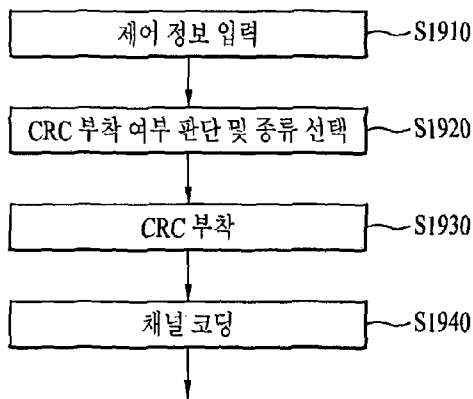 제어 정보 입력 S1910
CRC 부착 여부 판단 및 종류 선택 S1920
CRC 부착 S1930
채널 코딩 S1940